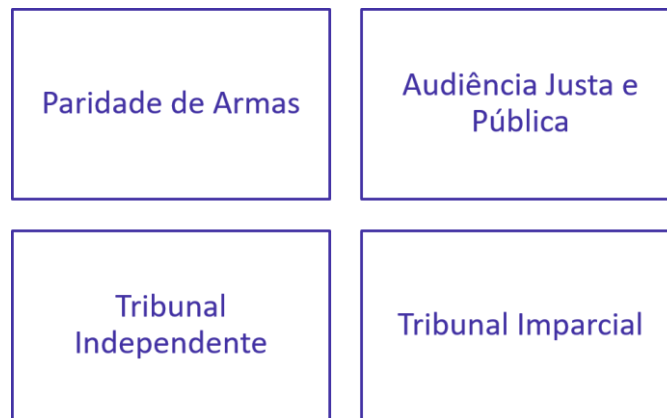 Paridade de Armas
Audiência Justa e
Pública
Tribunal
Independente
Tribunal Imparcial